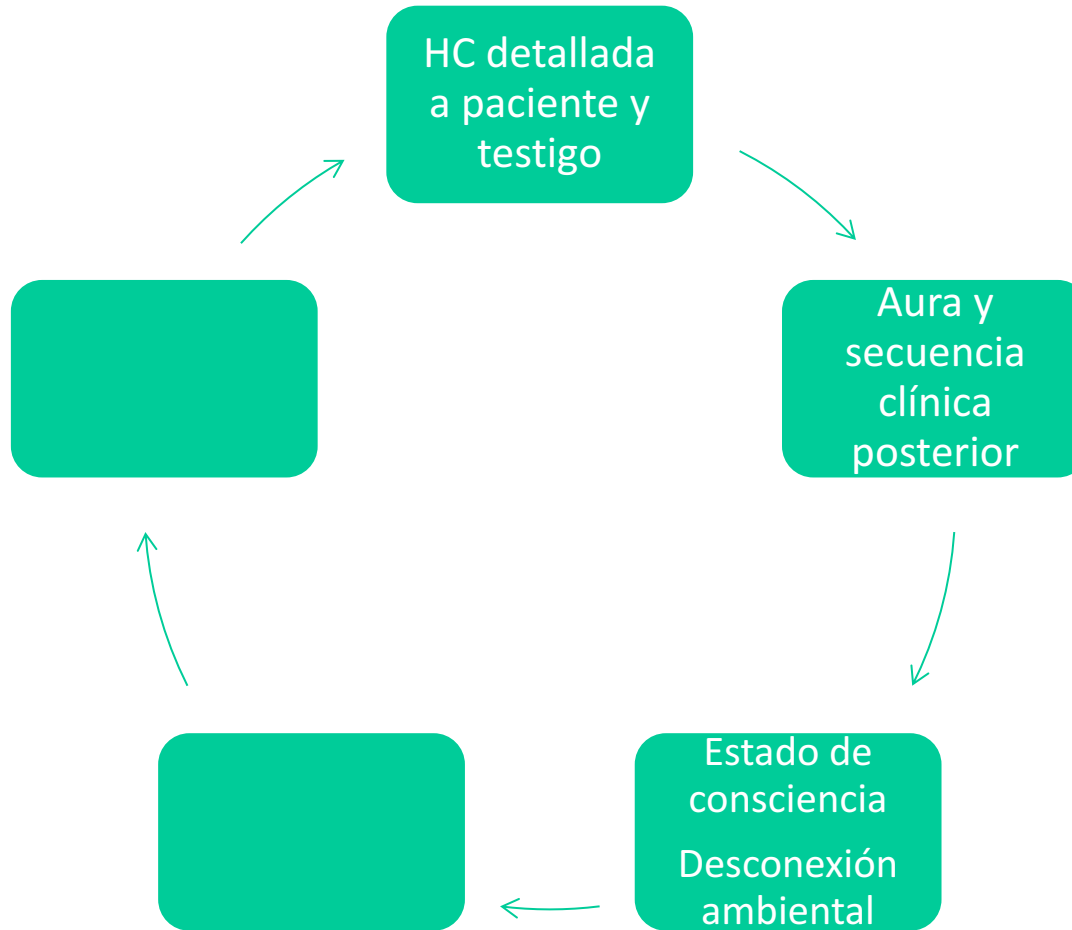 HC detallada
a paciente y
testigo
Aura y
secuencia
clínica
posterior
Estado de
consciencia
Desconexión
ambiental